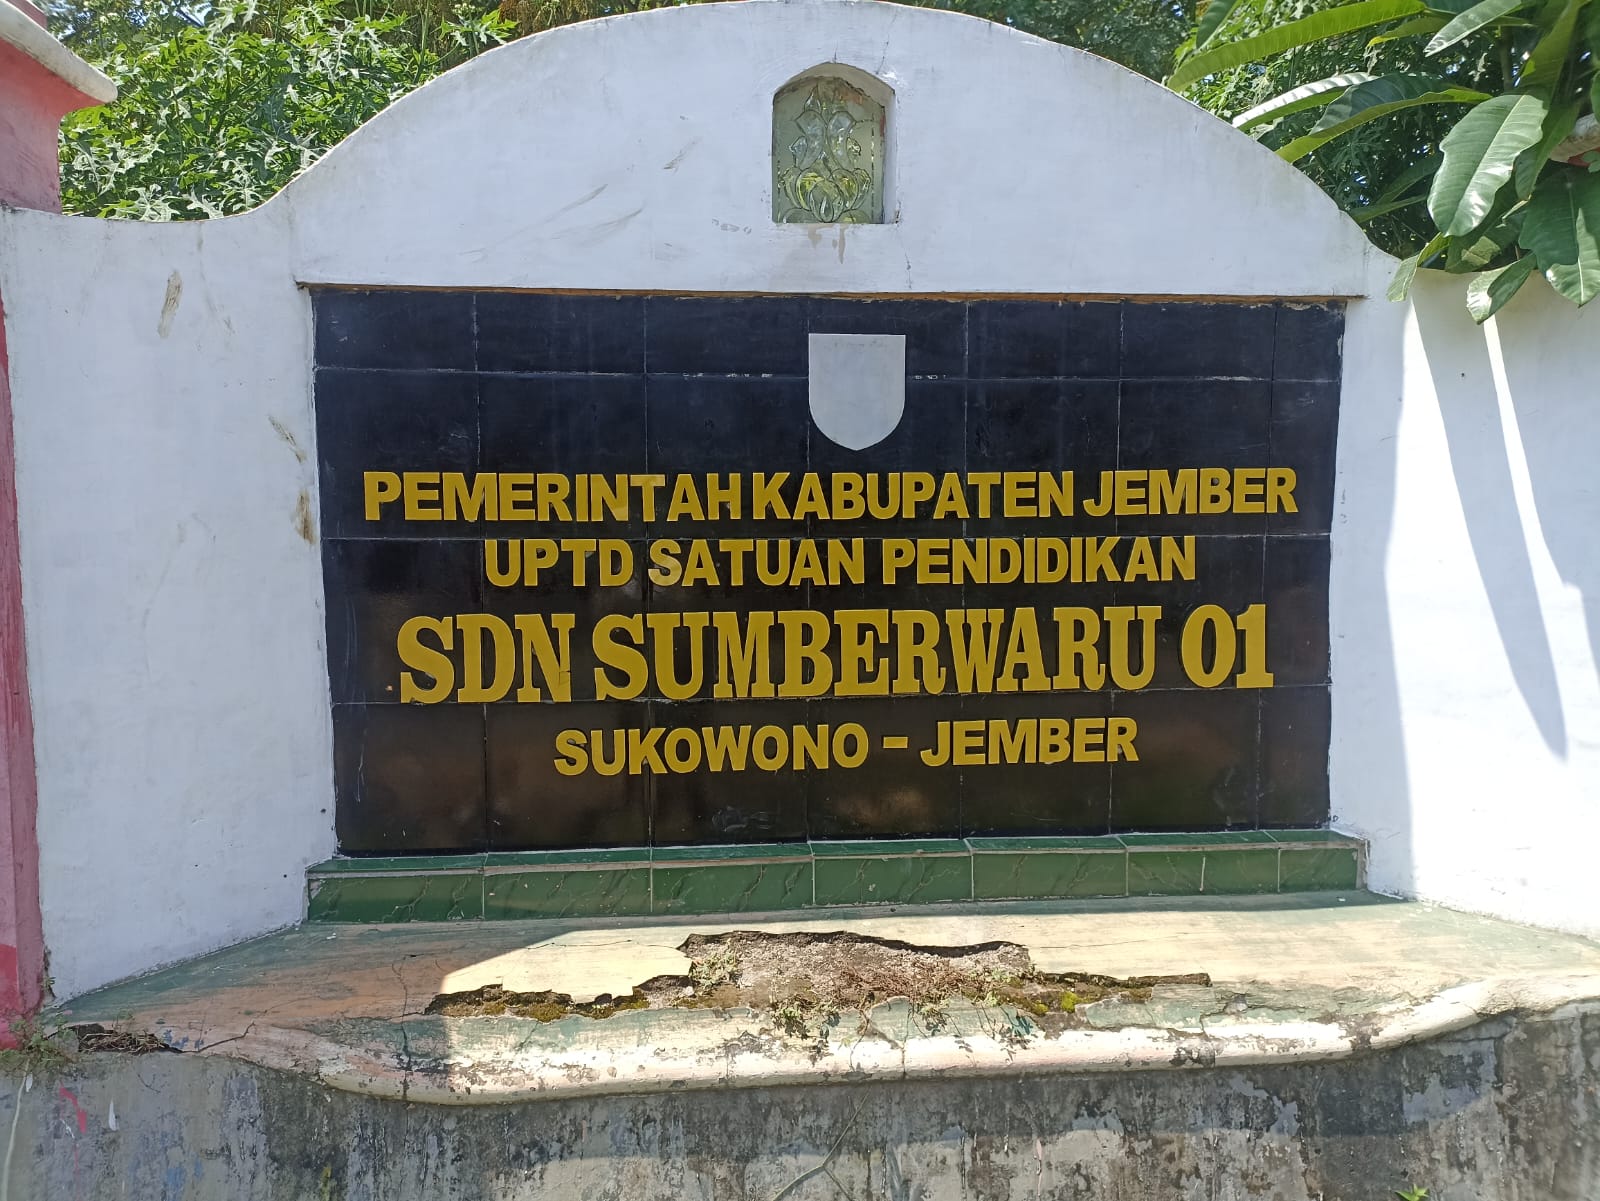 PEMERINTAH KABUPATEN JEMBER
UPTD SATUAN PENDIDIKAN
SDN SUMBERWARU 01
SUKOWONO - JEMBER